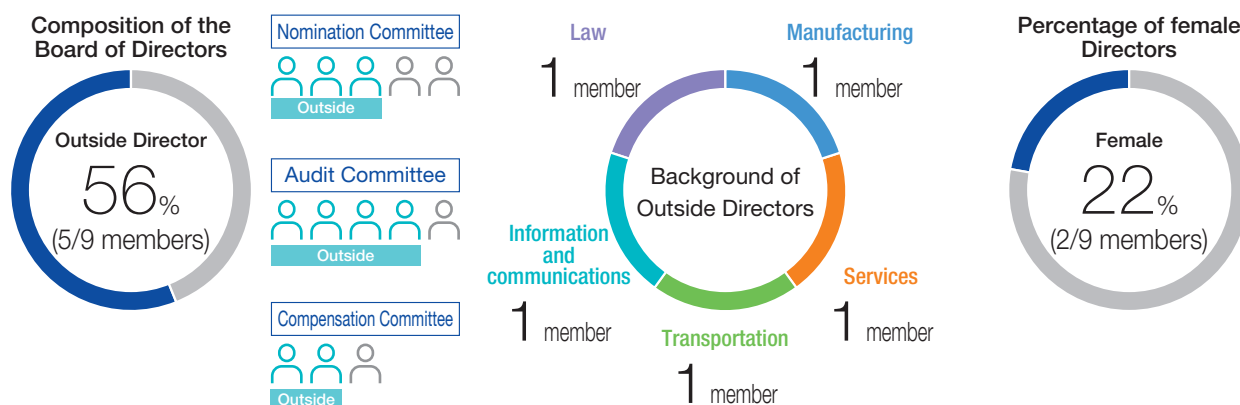 Composition of the
Board of Directors
Outside Director
56%
(5/9 members)
Nomination Committee
Outside
Audit Committee
Outside
Compensation Committee
Outside
Law
1 member
Manufacturing
1 member
Background of
Outside Directors
Information
and
communications
1 member
Services
1 member
Transportation
1 member
Percentage of female
Directors
Female
22%
(2/9 members)